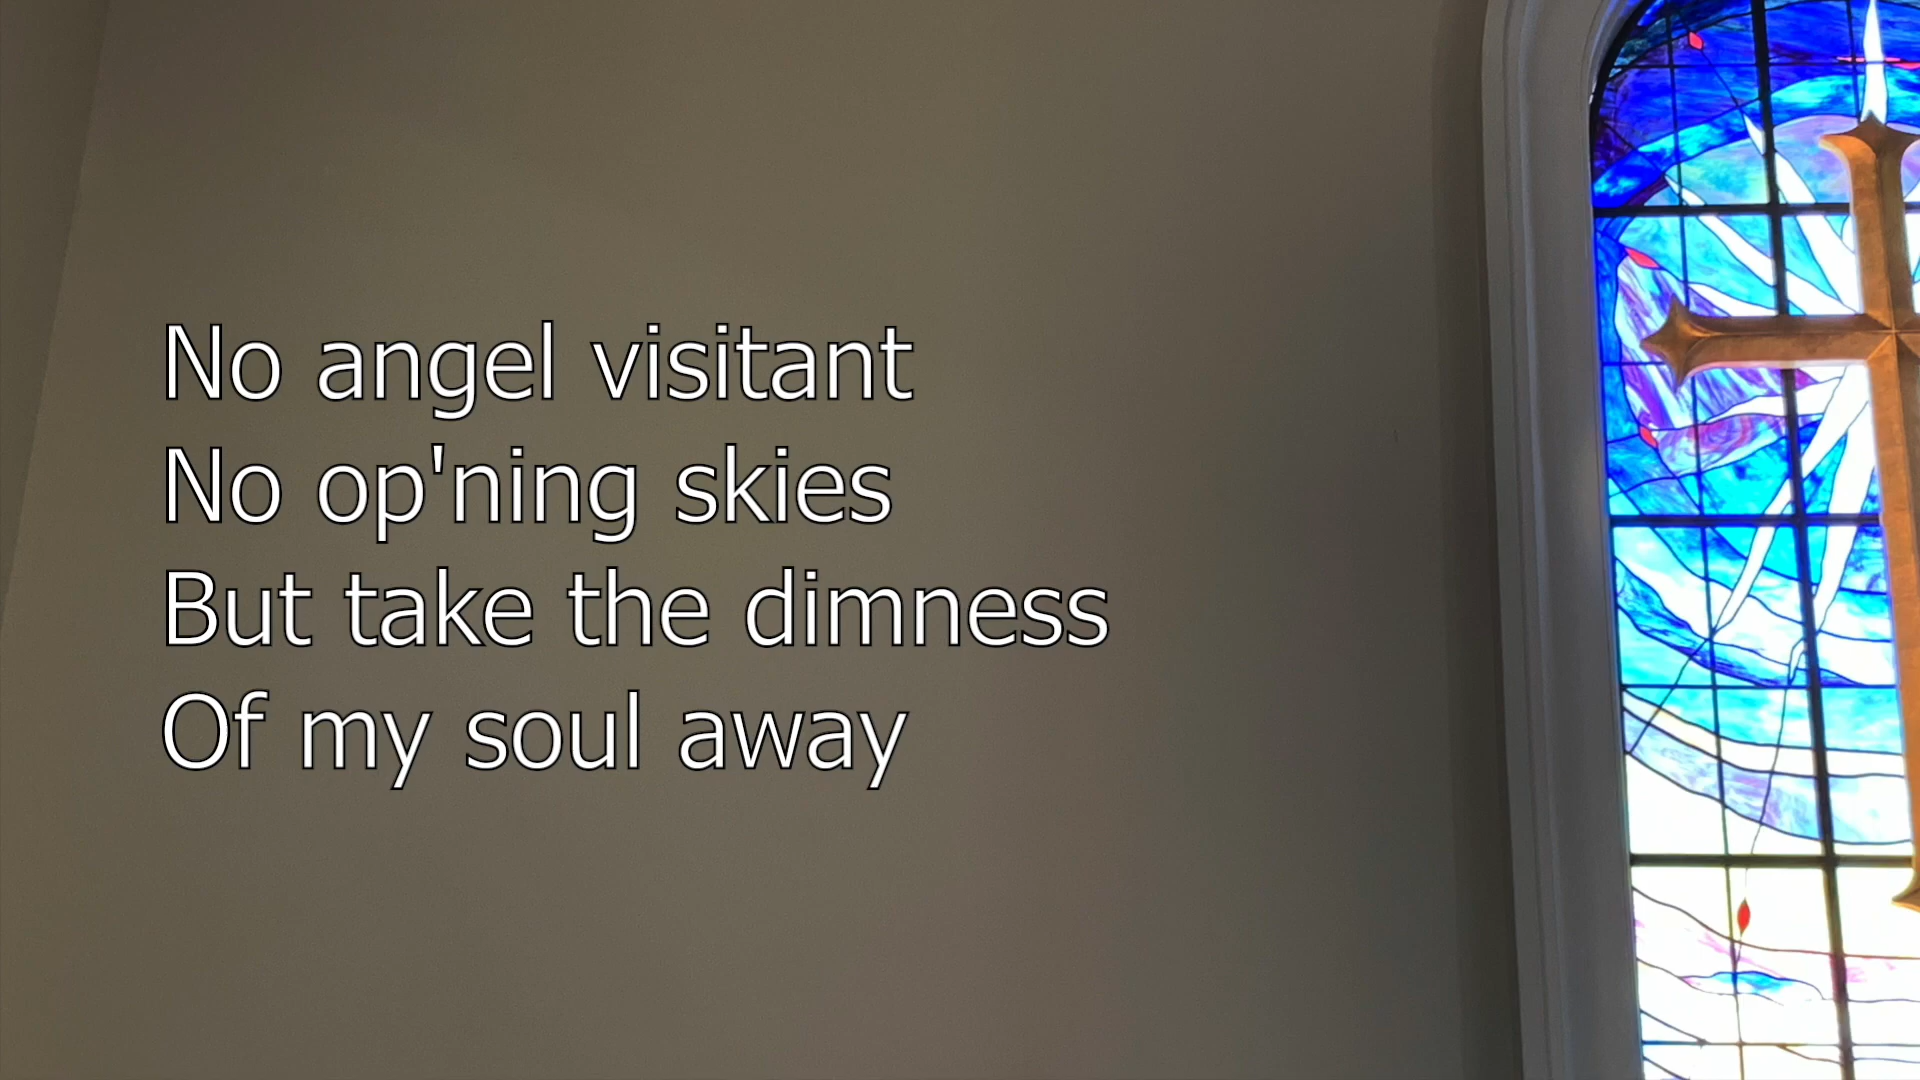 No angel visitant
No op'ning skies
But take the dimness
Of my soul away